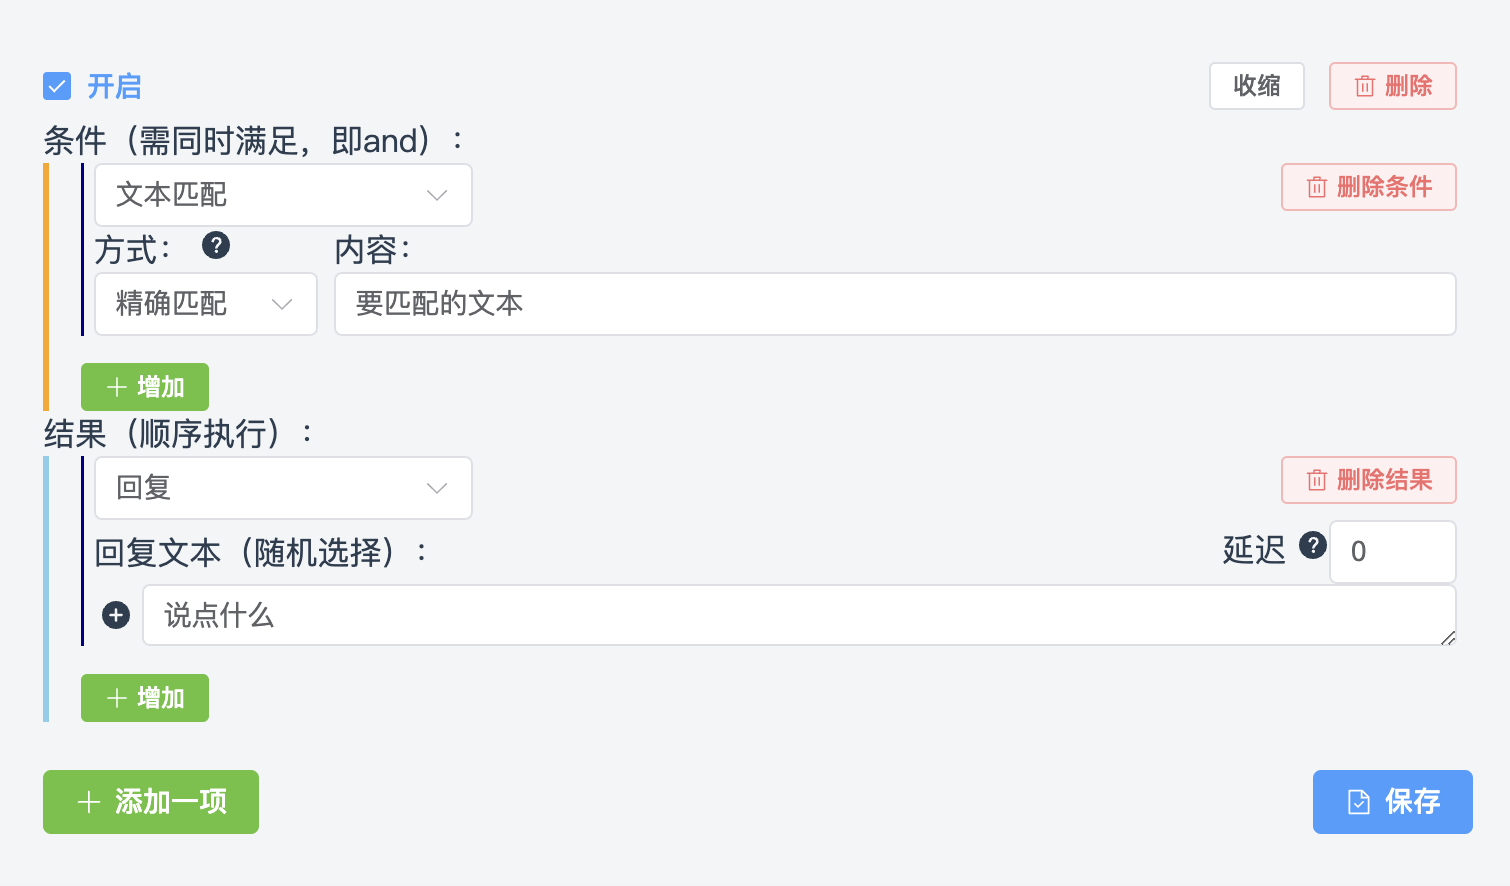 开启 收缩 删除
条件（需同时满足，即and）：
文本匹配 删除条件
方式： ? 内容：
精确匹配 要匹配的文本
增加
结果（顺序执行）：
回复 删除结果
回复文本（随机选择）： 延迟 ? 0
说点什么
增加
添加一项 保存